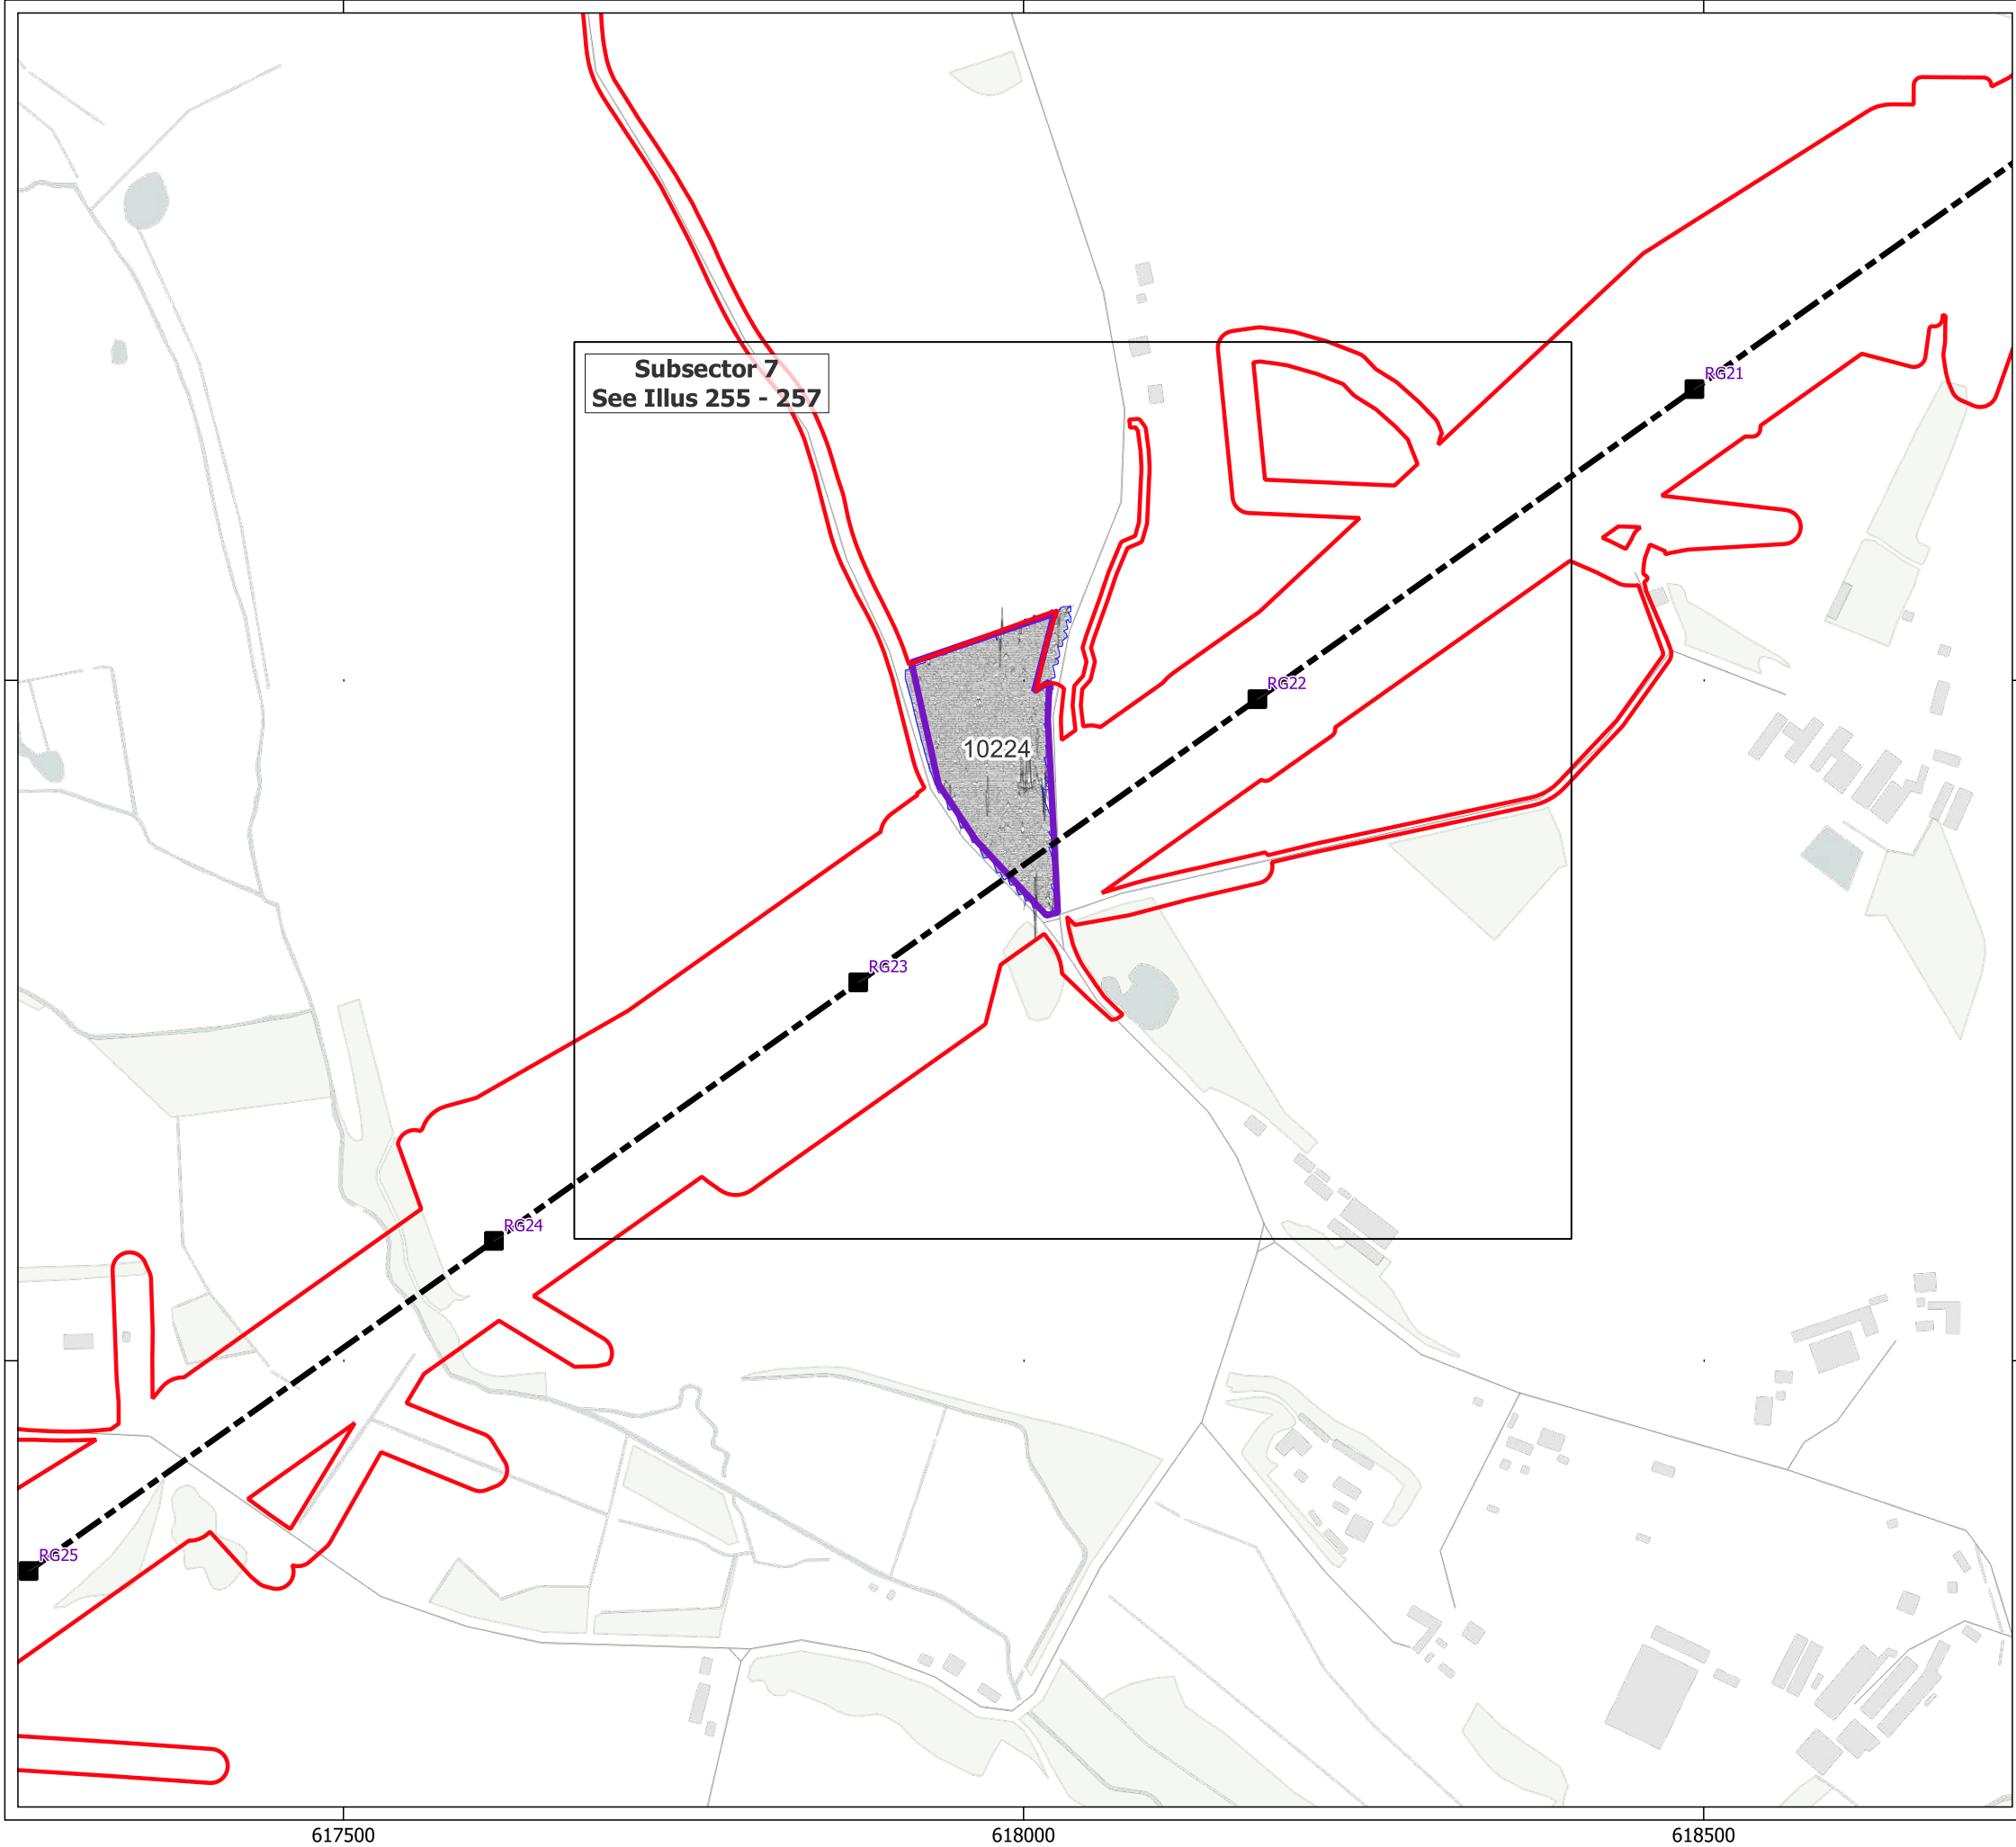 Subsector 7
See Illus 255 - 257
RG21
RG22
10224
RG23
RG24
RG25
617500
618000
618500